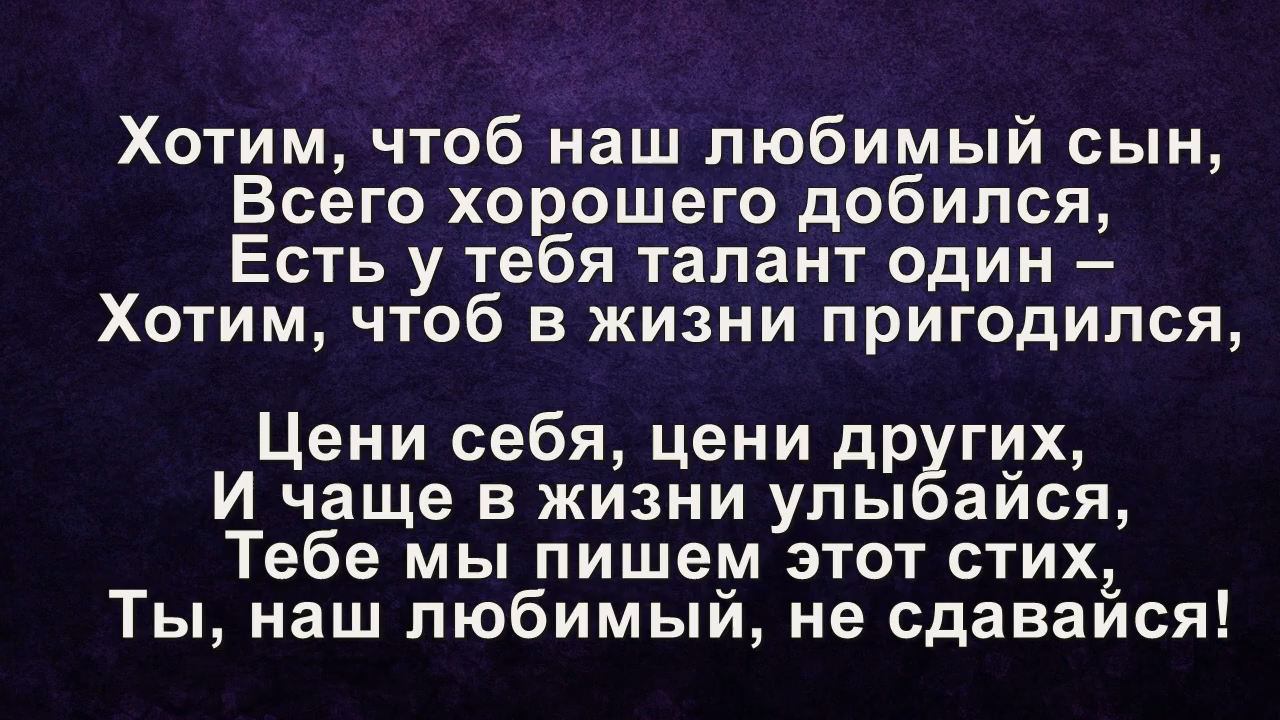 Хотим, чтоб наш любимый сын,
Всего хорошего добился,
Есть у тебя талант один –
Хотим, чтоб в жизни пригодился,
Цени себя, цени других,
И чаще в жизни улыбайся,
Тебе мы пишем этот стих,
Ты, наш любимый, не сдавайся!